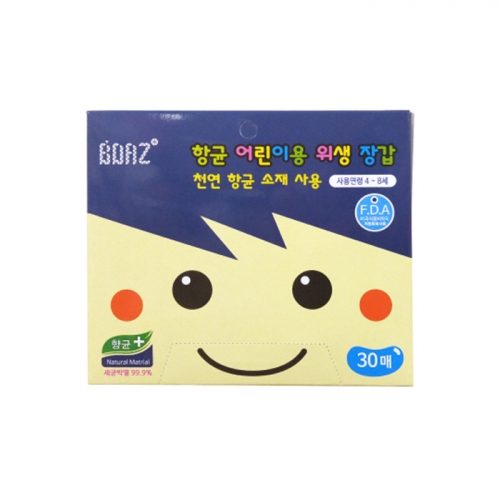 BOAZ
항균 어린이용 위생 장갑
천연 항균 소재 사용
사용연령 4 - 8세
F.D.A
항균
Natural Matrial
세균박멸 99.9%
30매